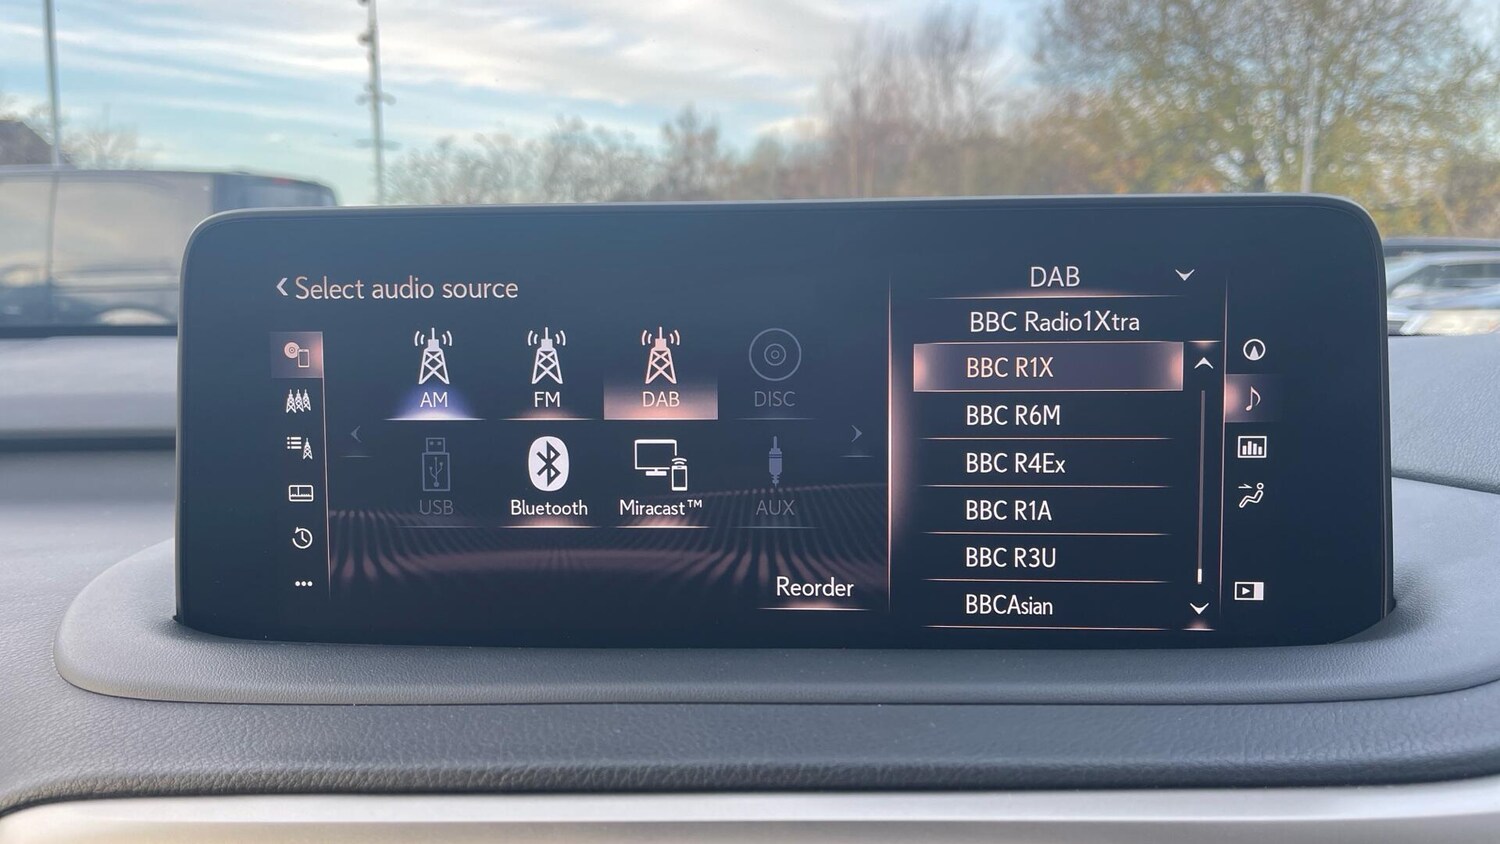 Select audio source
AM
FM
DAB
DISC
USB
Bluetooth
Miracast™
AUX
Reorder
DAB
BBC Radio1Xtra
BBC R1X
BBC R6M
BBC R4Ex
BBC R1A
BBC R3U
BBCAsian